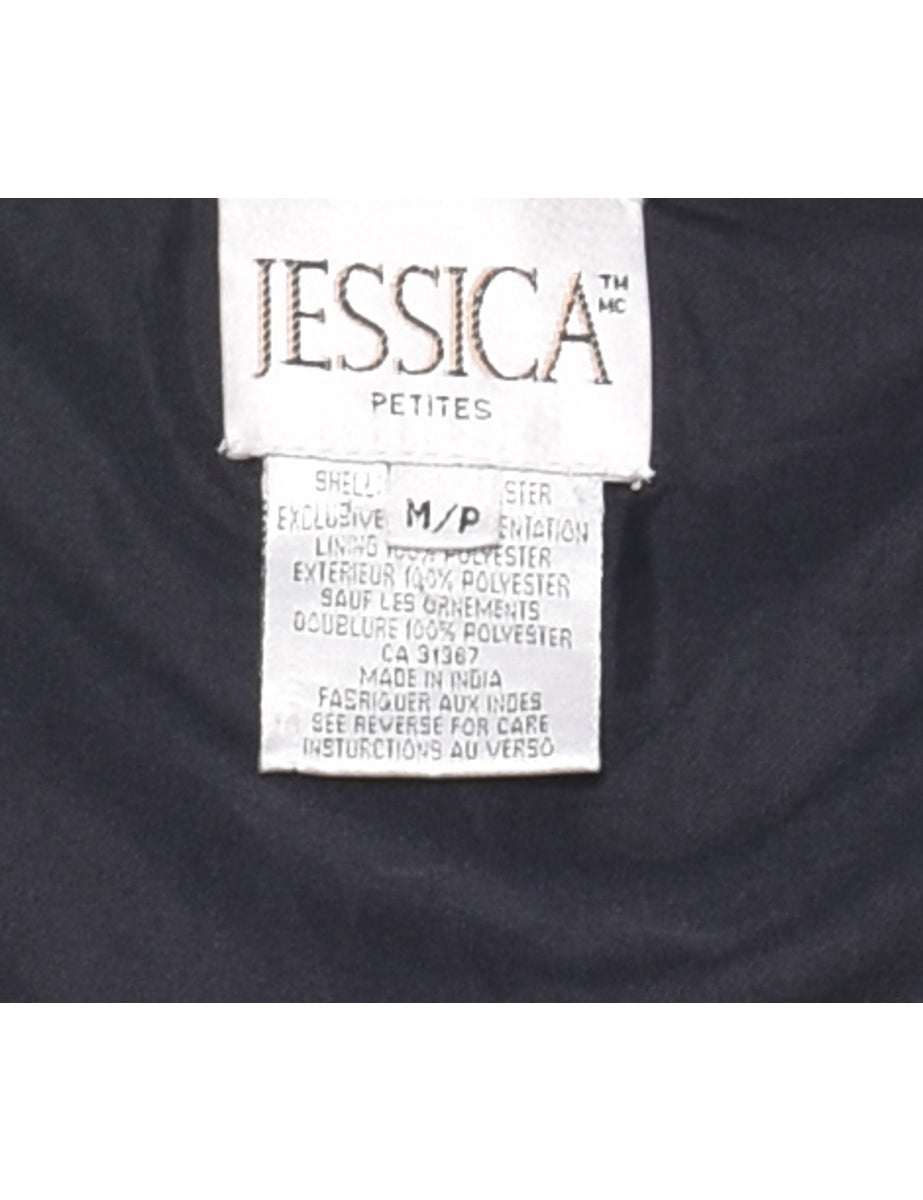 JESSICA TM MC
PETITES
M/P
SHELL: STER
EXCLUSIVE ENTATION
LINING 100% POLYESTER
EXTERIEUR 100% POLYESTER
SAUF LES ORNEMENTS
DOUBLURE 100% POLYESTER
CA 31367
MADE IN INDIA
FABRIQUER AUX INDES
SEE REVERSE FOR CARE
INSTURCTIONS AU VERSO